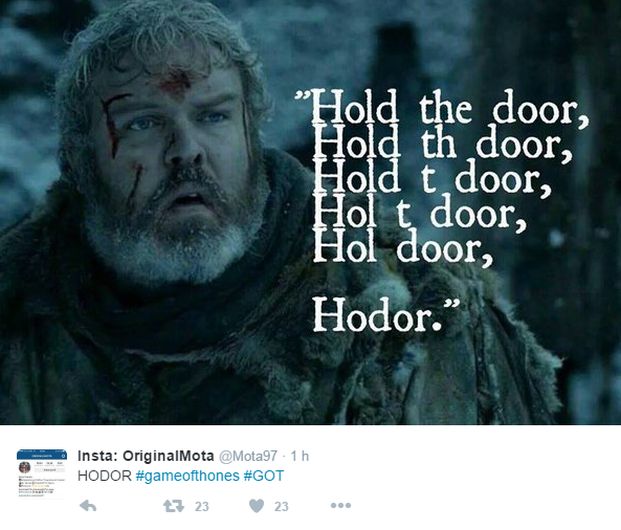 "Hold the door,
Hold th door,
Hold t door,
Hol t door,
Hol door,
Hodor."
Insta: OriginalMota @Mota97 · 1 h
HODOR #gameofthones #GOT
23 23